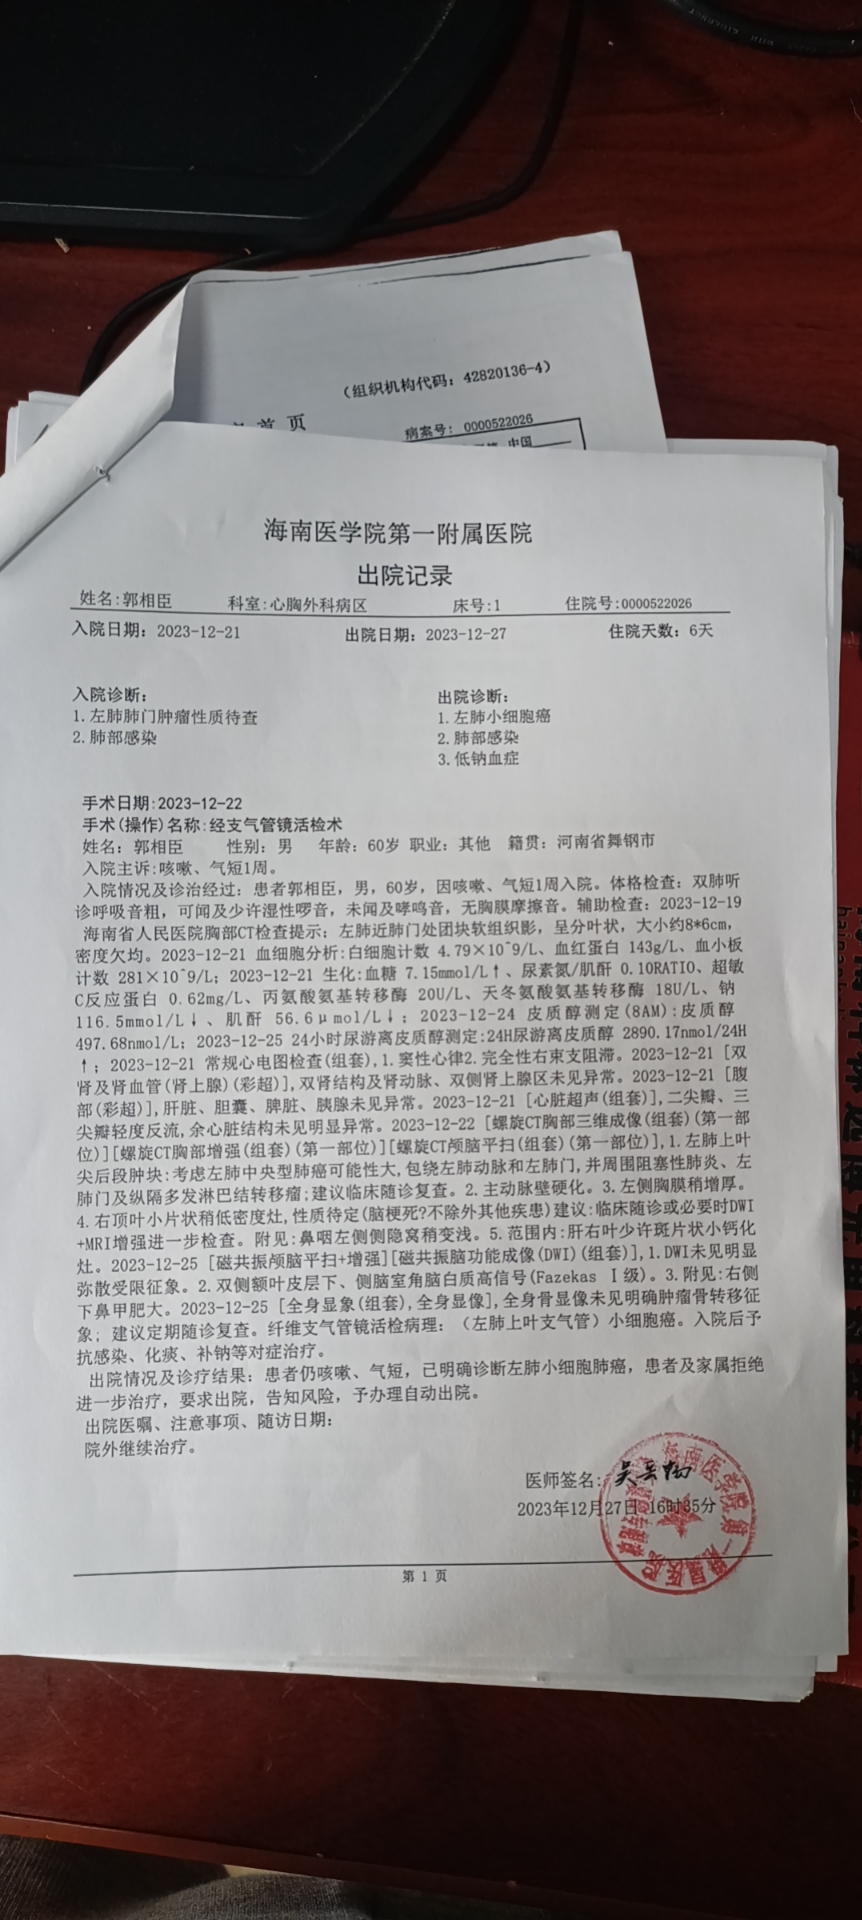 （组织机构代码：42820136-4）
首页
病案号：0000522026
中国
海南医学院第一附属医院
出院记录
姓名:郭相臣 科室:心胸外科病区 床号:1 住院号:0000522026
入院日期：2023-12-21 出院日期：2023-12-27 住院天数：6天
入院诊断：
1.左肺肺门肿瘤性质待查
2.肺部感染
出院诊断：
1.左肺小细胞癌
2.肺部感染
3.低钠血症
手术日期:2023-12-22
手术(操作)名称:经支气管镜活检术
姓名：郭相臣 性别：男 年龄：60岁 职业：其他 籍贯：河南省舞钢市
入院主诉:咳嗽、气短1周。
入院情况及诊治经过：患者郭相臣，男，60岁，因咳嗽、气短1周入院。体格检查：双肺听
诊呼吸音粗，可闻及少许湿性啰音，未闻及哮鸣音，无胸膜摩擦音。辅助检查：2023-12-19
海南省人民医院胸部CT检查提示：左肺近肺门处团块软组织影，呈分叶状，大小约8*6cm，
密度欠均。2023-12-21 血细胞分析:白细胞计数 4.79×10^9/L、血红蛋白 143g/L、血小板
计数 281×10^9/L；2023-12-21 生化:血糖 7.15mmol/L↑、尿素氮/肌酐 0.10RATIO、超敏
C反应蛋白 0.62mg/L、丙氨酸氨基转移酶 20U/L、天冬氨酸氨基转移酶 18U/L、钠
116.5mmol/L↓、肌酐 56.6μmol/L↓；2023-12-24 皮质醇测定(8AM):皮质醇
497.68nmol/L；2023-12-25 24小时尿游离皮质醇测定:24H尿游离皮质醇 2890.17nmol/24H
↑；2023-12-21 常规心电图检查(组套),1.窦性心律2.完全性右束支阻滞。2023-12-21 [双
肾及肾血管(肾上腺)(彩超)],双肾结构及肾动脉、双侧肾上腺区未见异常。2023-12-21 [腹
部(彩超)],肝脏、胆囊、脾脏、胰腺未见异常。2023-12-21 [心脏超声(组套)],二尖瓣、三
尖瓣轻度反流,余心脏结构未见明显异常。2023-12-22 [螺旋CT胸部三维成像(组套)(第一部
位)][螺旋CT胸部增强(组套)(第一部位)][螺旋CT颅脑平扫(组套)(第一部位)],1.左肺上叶
尖后段肿块:考虑左肺中央型肺癌可能性大,包绕左肺动脉和左肺门,并周围阻塞性肺炎、左
肺门及纵隔多发淋巴结转移瘤;建议临床随诊复查。2.主动脉壁硬化。3.左侧胸膜稍增厚。
4.右顶叶小片状稍低密度灶,性质待定(脑梗死?不除外其他疾患)建议:临床随诊或必要时DWI
+MRI增强进一步检查。附见:鼻咽左侧侧隐窝稍变浅。5.范围内:肝右叶少许斑片状小钙化
灶。2023-12-25 [磁共振颅脑平扫+增强][磁共振脑功能成像(DWI)(组套)],1.DWI未见明显
弥散受限征象。2.双侧额叶皮层下、侧脑室角脑白质高信号(Fazekas Ⅰ级)。3.附见:右侧
下鼻甲肥大。2023-12-25 [全身显象(组套),全身显像],全身骨显像未见明确肿瘤骨转移征
象；建议定期随诊复查。纤维支气管镜活检病理：（左肺上叶支气管）小细胞癌。入院后予
抗感染、化痰、补钠等对症治疗。
出院情况及诊疗结果：患者仍咳嗽、气短，已明确诊断左肺小细胞肺癌，患者及家属拒绝
进一步治疗，要求出院，告知风险，予办理自动出院。
出院医嘱、注意事项、随访日期：
院外继续治疗。
医师签名：
2023年12月27日 16时35分
海南医学院第一附属医院
第 1 页